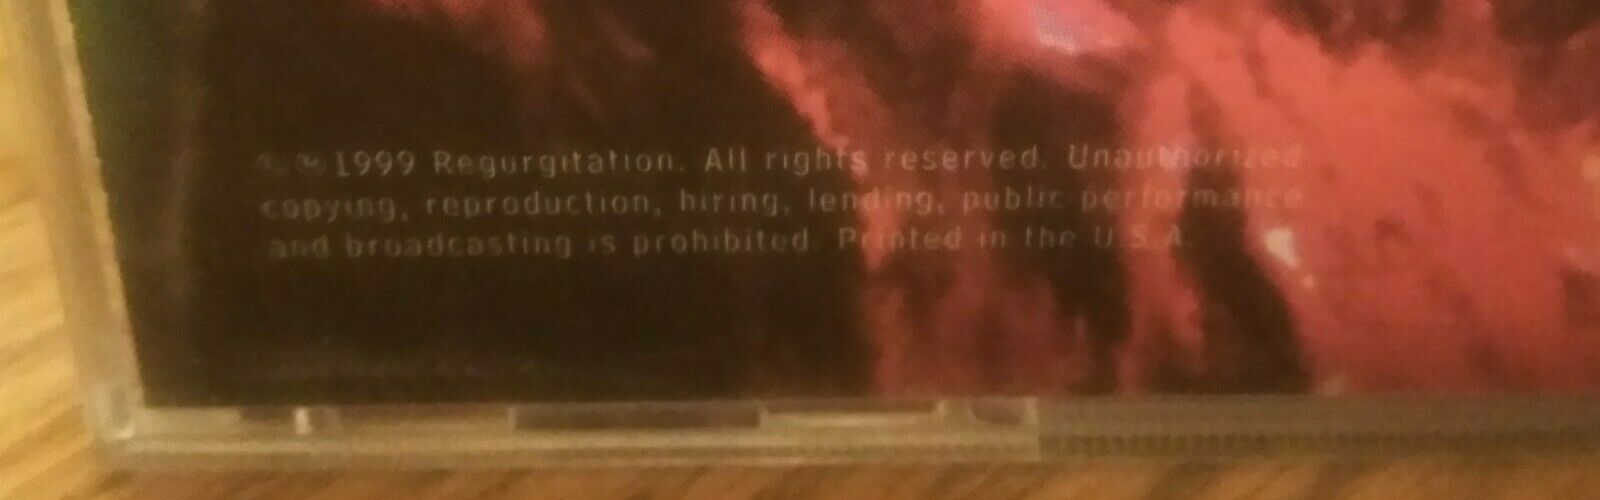 ℗ ©1999 Regurgitation. All rights reserved. Unauthorized
copying, reproduction, hiring, lending, public performance
and broadcasting is prohibited. Printed in the U.S.A.